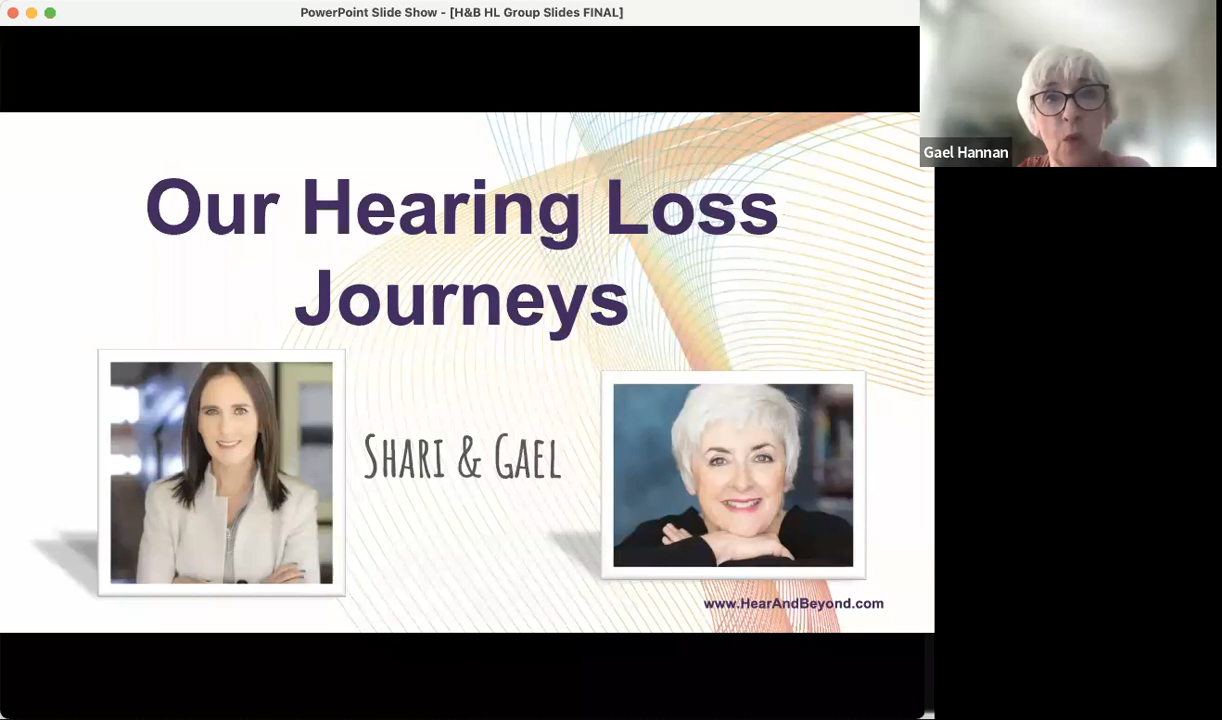 PowerPoint Slide Show - [H&B HL Group Slides FINAL]
Gael Hannan
Our Hearing Loss
Journeys
SHARI & GAEL
www.HearAndBeyond.com